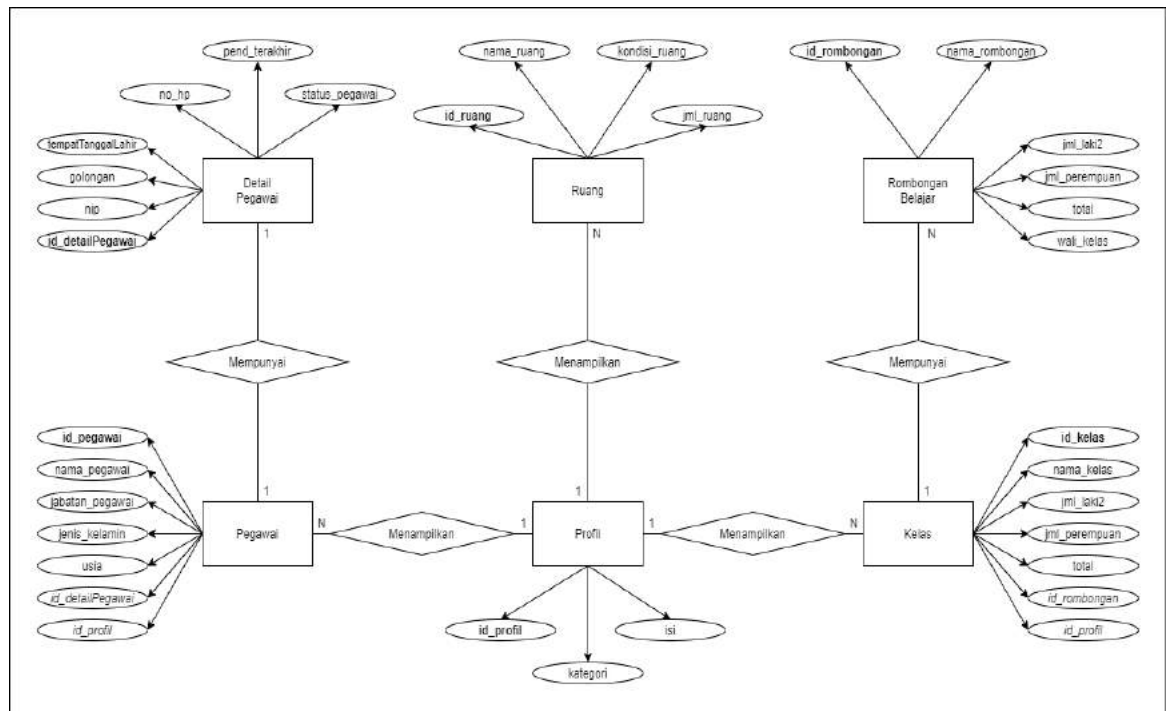 pend_terakhir
no_hp
status_pegawai
tempatTanggalLahir
golongan
nip
id_detailPegawai
Detail
Pegawai
1
nama_ruang
kondisi_ruang
id_ruang
jml_ruang
Ruang
N
id_rombongan
nama_rombongan
Rombongan
Belajar
jml_laki2
jml_perempuan
total
wali_kelas
N
Mempunyai
Menampilkan
Mempunyai
id_pegawai
nama_pegawai
jabatan_pegawai
jenis_kelamin
usia
id_detailPegawai
id_profil
1
Pegawai
N
Menampilkan
1
1
Profil
1
Menampilkan
N
1
Kelas
id_kelas
nama_kelas
jml_laki2
jml_perempuan
total
id_rombongan
id_profil
id_profil
isi
kategori